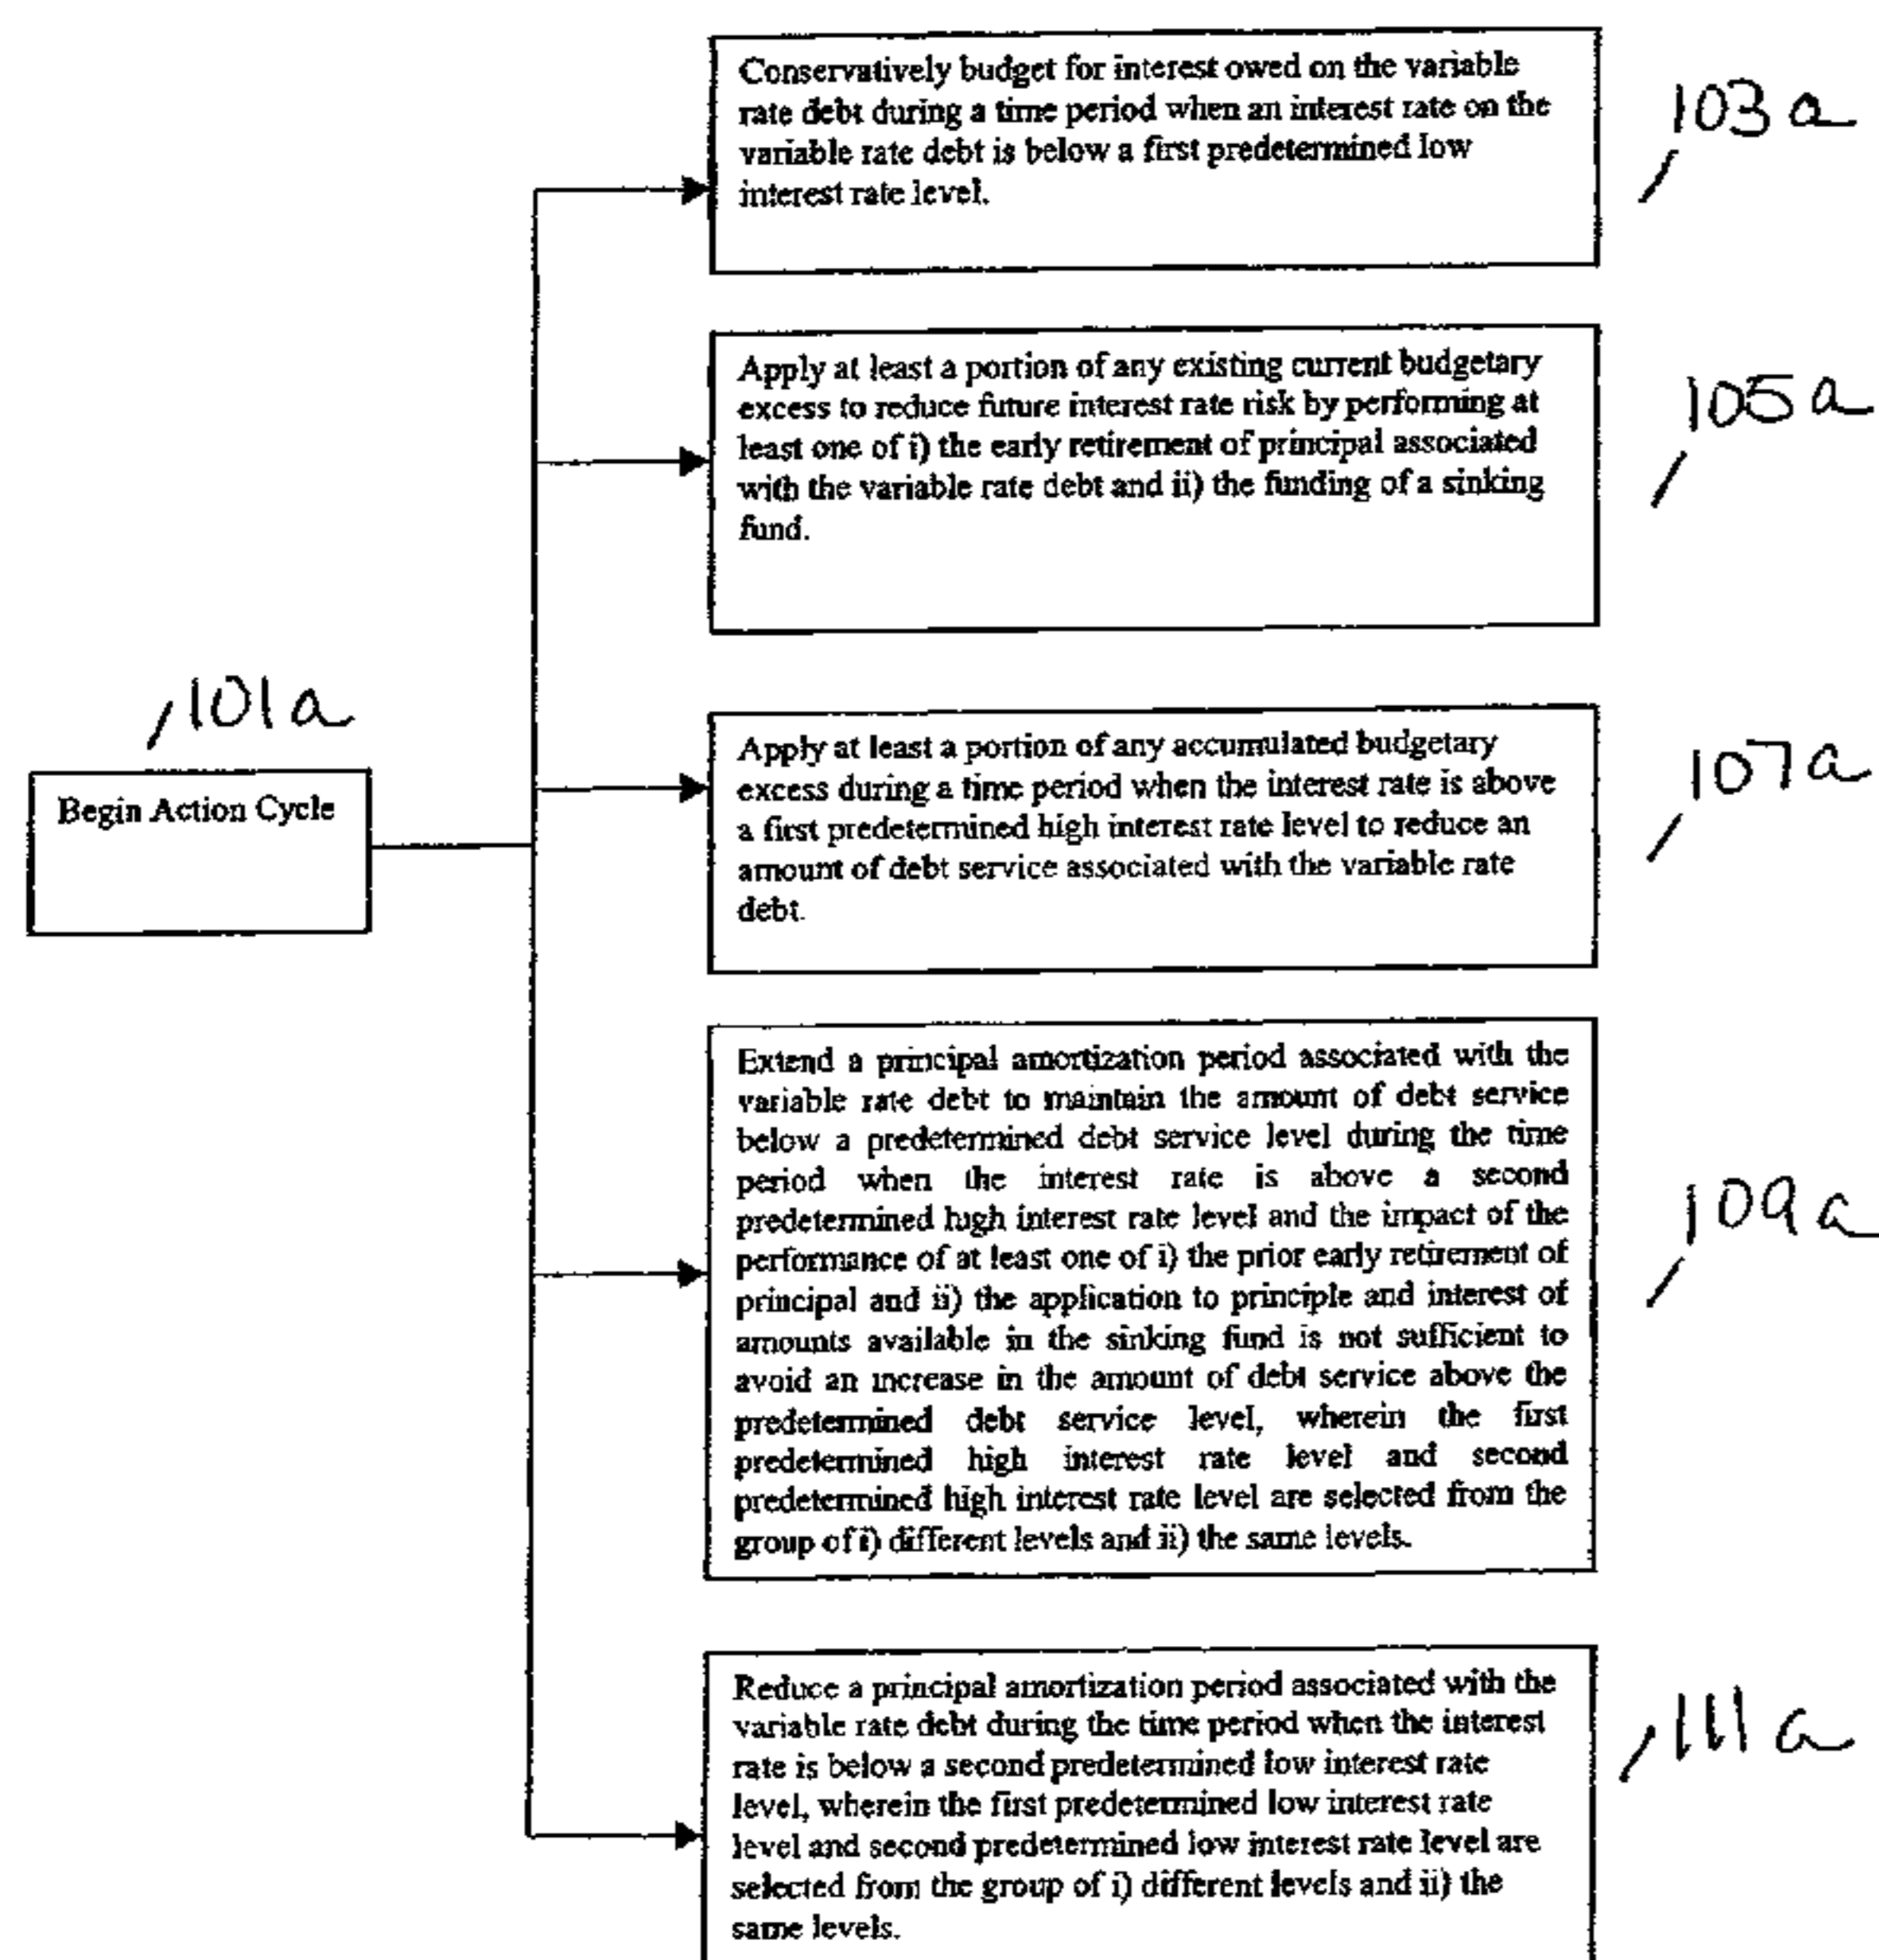 Conservatively budget for interest owed on the variable
rate debt during a time period when an interest rate on the
variable rate debt is below a first predetermined low
interest rate level.
103a
Apply at least a portion of any existing current budgetary
excess to reduce future interest rate risk by performing at
least one of i) the early retirement of principal associated
with the variable rate debt and ii) the funding of a sinking
fund.
105a
101a
Begin Action Cycle
Apply at least a portion of any accumulated budgetary
excess during a time period when the interest rate is above
a first predetermined high interest rate level to reduce an
amount of debt service associated with the variable rate
debt.
107a
Extend a principal amortization period associated with the
variable rate debt to maintain the amount of debt service
below a predetermined debt service level during the time
period when the interest rate is above a second
predetermined high interest rate level and the impact of the
performance of at least one of i) the prior early retirement of
principal and ii) the application to principle and interest of
amounts available in the sinking fund is not sufficient to
avoid an increase in the amount of debt service above the
predetermined debt service level, wherein the first
predetermined high interest rate level and second
predetermined high interest rate level are selected from the
group of i) different levels and ii) the same levels.
109a
Reduce a principal amortization period associated with the
variable rate debt during the time period when the interest
rate is below a second predetermined low interest rate
level, wherein the first predetermined low interest rate
level and second predetermined low interest rate level are
selected from the group of i) different levels and ii) the
same levels.
111a